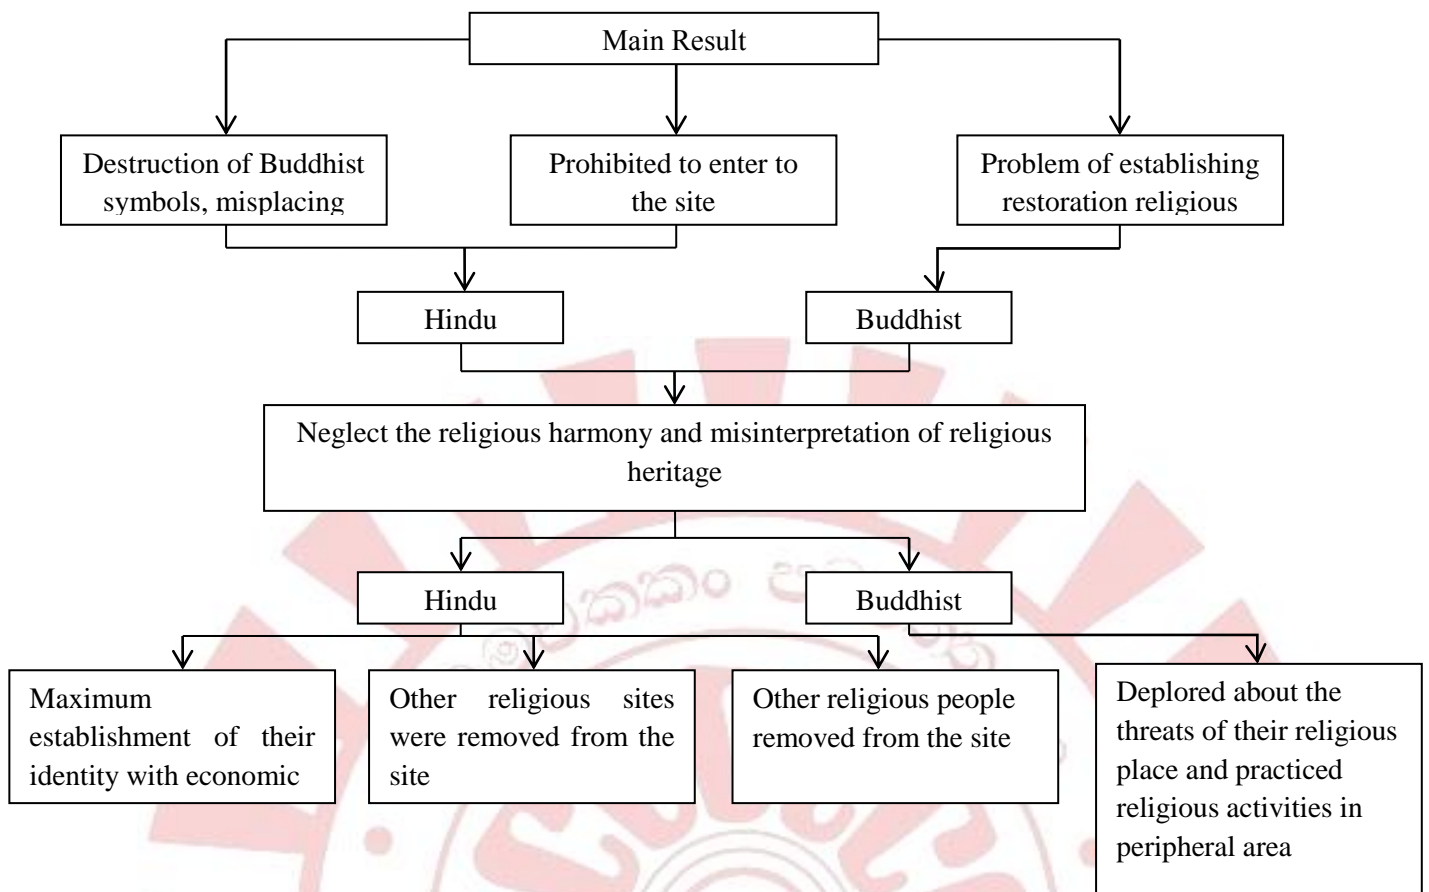 Main Result
Destruction of Buddhist
symbols, misplacing
Prohibited to enter to
the site
Problem of establishing
restoration religious
Hindu
Buddhist
Neglect the religious harmony and misinterpretation of religious
heritage
Hindu
Buddhist
Maximum
establishment of their
identity with economic
Other religious sites
were removed from the
site
Other religious people
removed from the site
Deplored about the
threats of their religious
place and practiced
religious activities in
peripheral area